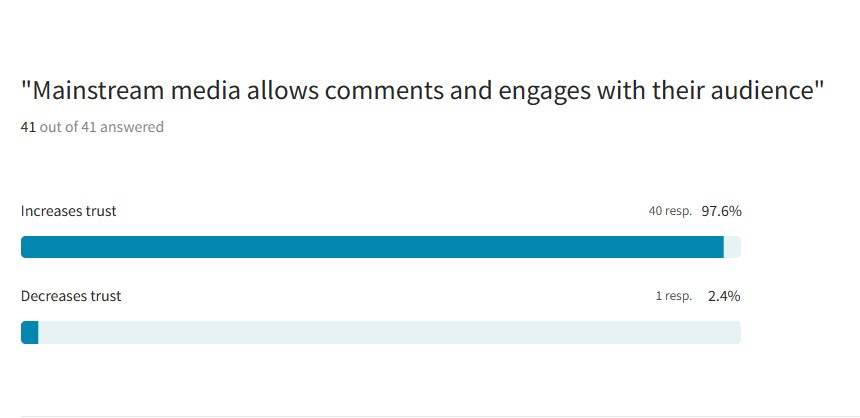 "Mainstream media allows comments and engages with their audience"
41 out of 41 answered
Increases trust 40 resp. 97.6%
Decreases trust 1 resp. 2.4%